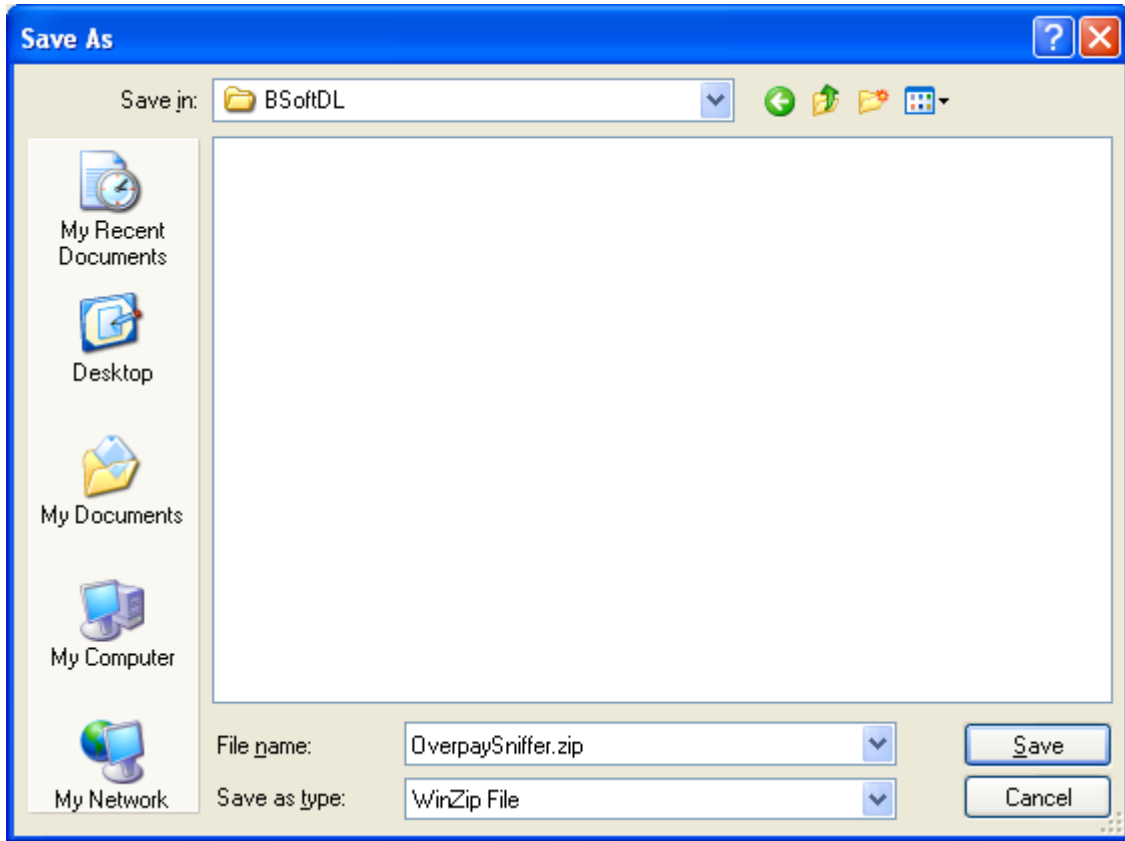 Save As
Save in:
BSoftDL
My Recent
Documents
Desktop
My Documents
My Computer
My Network
File name:
OverpaySniffer.zip
Save
Save as type:
WinZip File
Cancel